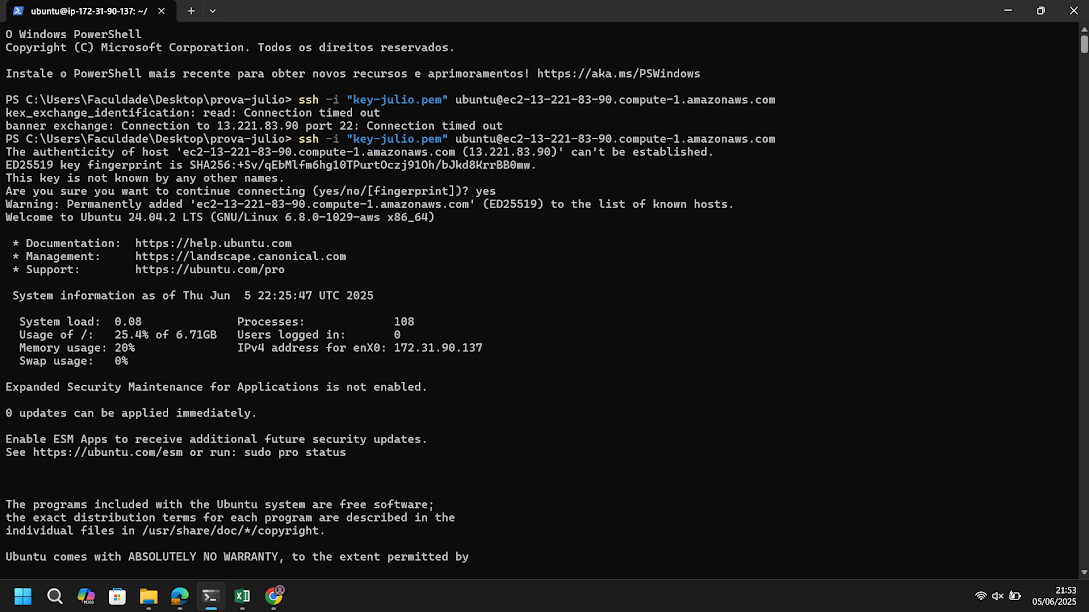 ubuntu@ip-172-31-90-137: ~/
O Windows PowerShell
Copyright (C) Microsoft Corporation. Todos os direitos reservados.
Instale o PowerShell mais recente para obter novos recursos e aprimoramentos! https://aka.ms/PSWindows
PS C:\Users\Faculdade\Desktop\prova-julio> ssh -i "key-julio.pem" ubuntu@ec2-13-221-83-90.compute-1.amazonaws.com
kex_exchange_identification: read: Connection timed out
banner exchange: Connection to 13.221.83.90 port 22: Connection timed out
PS C:\Users\Faculdade\Desktop\prova-julio> ssh -i "key-julio.pem" ubuntu@ec2-13-221-83-90.compute-1.amazonaws.com
The authenticity of host 'ec2-13-221-83-90.compute-1.amazonaws.com (13.221.83.90)' can't be established.
ED25519 key fingerprint is SHA256:+Sv/qEbMlfm6hg10TPurtOczj91Oh/bJkd8KrrBB0mw.
This key is not known by any other names.
Are you sure you want to continue connecting (yes/no/[fingerprint])? yes
Warning: Permanently added 'ec2-13-221-83-90.compute-1.amazonaws.com' (ED25519) to the list of known hosts.
Welcome to Ubuntu 24.04.2 LTS (GNU/Linux 6.8.0-1029-aws x86_64)
* Documentation:  https://help.ubuntu.com
* Management:     https://landscape.canonical.com
* Support:        https://ubuntu.com/pro
System information as of Thu Jun  5 22:25:47 UTC 2025
System load:  0.08              Processes:             108
Usage of /:   25.4% of 6.71GB   Users logged in:       0
Memory usage: 20%               IPv4 address for enX0: 172.31.90.137
Swap usage:   0%
Expanded Security Maintenance for Applications is not enabled.
0 updates can be applied immediately.
Enable ESM Apps to receive additional future security updates.
See https://ubuntu.com/esm or run: sudo pro status
The programs included with the Ubuntu system are free software;
the exact distribution terms for each program are described in the
individual files in /usr/share/doc/*/copyright.
Ubuntu comes with ABSOLUTELY NO WARRANTY, to the extent permitted by
21:53
05/06/2025